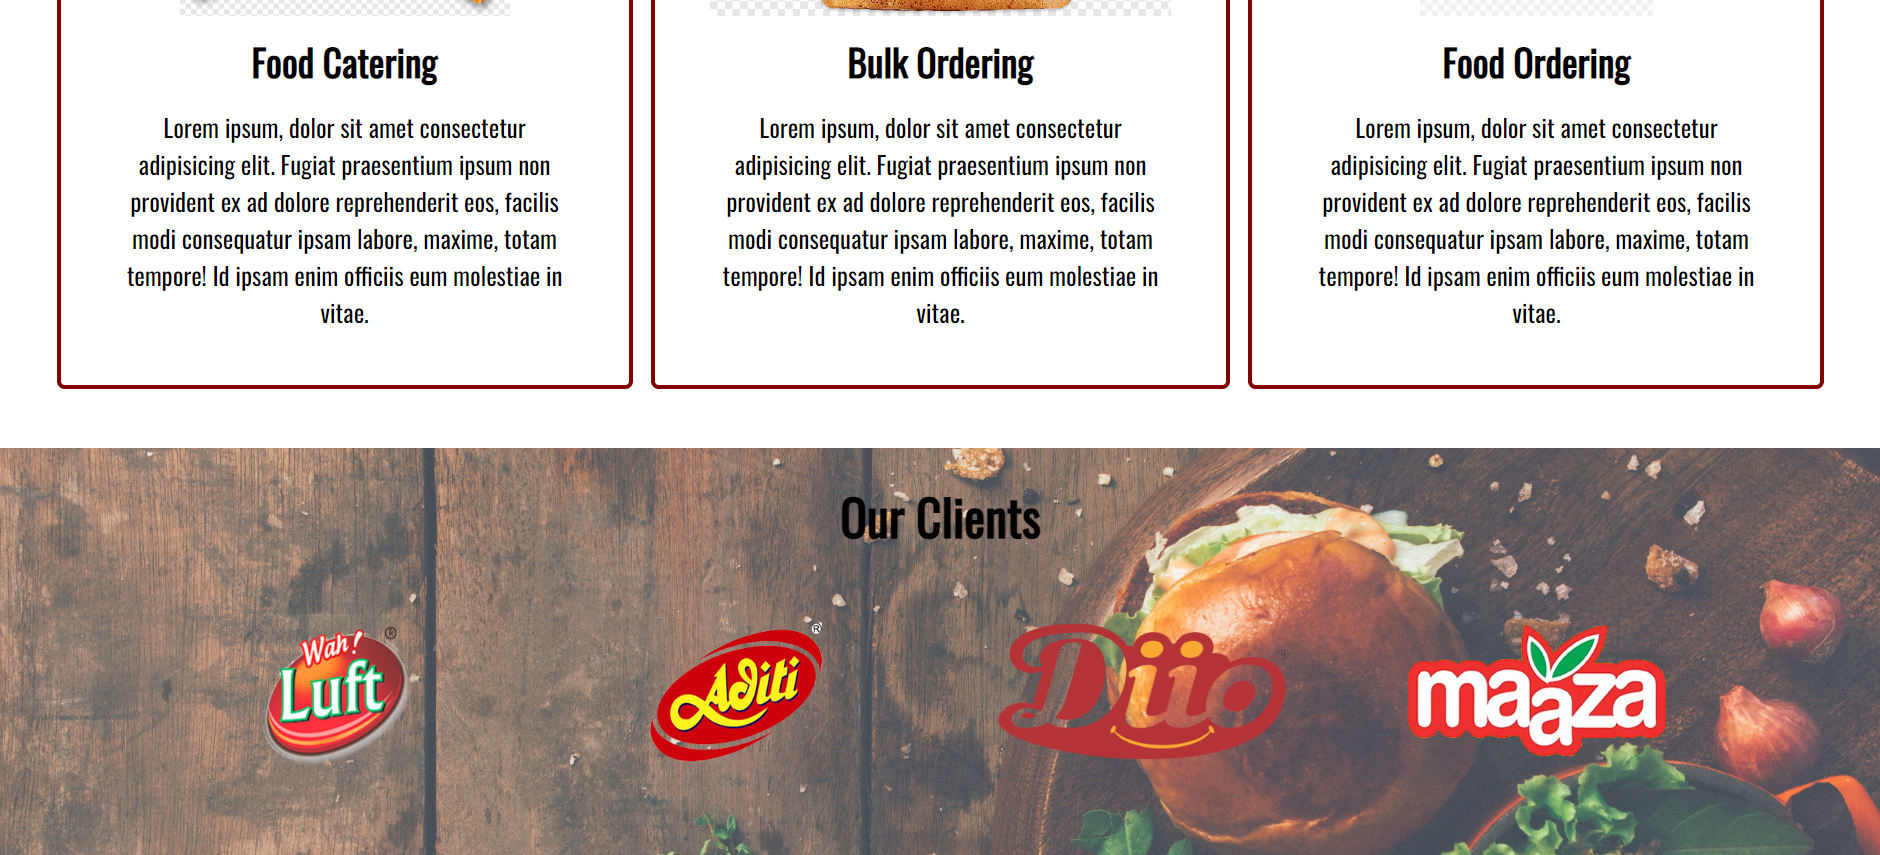 Food Catering
Lorem ipsum, dolor sit amet consectetur
adipisicing elit. Fugiat praesentium ipsum non
provident ex ad dolore reprehenderit eos, facilis
modi consequatur ipsam labore, maxime, totam
tempore! Id ipsam enim officiis eum molestiae in
vitae.
Bulk Ordering
Lorem ipsum, dolor sit amet consectetur
adipisicing elit. Fugiat praesentium ipsum non
provident ex ad dolore reprehenderit eos, facilis
modi consequatur ipsam labore, maxime, totam
tempore! Id ipsam enim officiis eum molestiae in
vitae.
Food Ordering
Lorem ipsum, dolor sit amet consectetur
adipisicing elit. Fugiat praesentium ipsum non
provident ex ad dolore reprehenderit eos, facilis
modi consequatur ipsam labore, maxime, totam
tempore! Id ipsam enim officiis eum molestiae in
vitae.
Our Clients
Wah! ®
Luft
Aditi ®
Diio
maaza